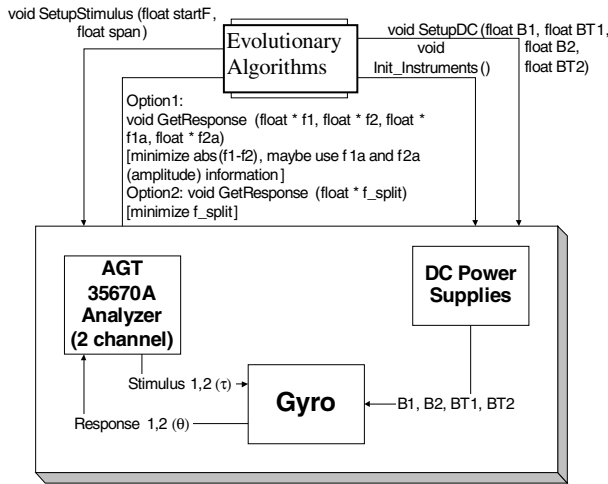 void SetupStimulus (float startF,
float span)
Evolutionary
Algorithms
void SetupDC (float B1, float BT1,
void
Init_Instruments()
float B2,
float BT2)
Option1:
void GetResponse (float * f1, float * f2, float *
f1a, float * f2a)
[minimize abs(f1-f2), maybe use f1a and f2a
(amplitude) information]
Option2: void GetResponse (float * f_split)
[minimize f_split]
AGT
35670A
Analyzer
(2 channel)
DC Power
Supplies
Stimulus 1,2 (τ)
Gyro
B1, B2, BT1, BT2
Response 1,2 (θ)